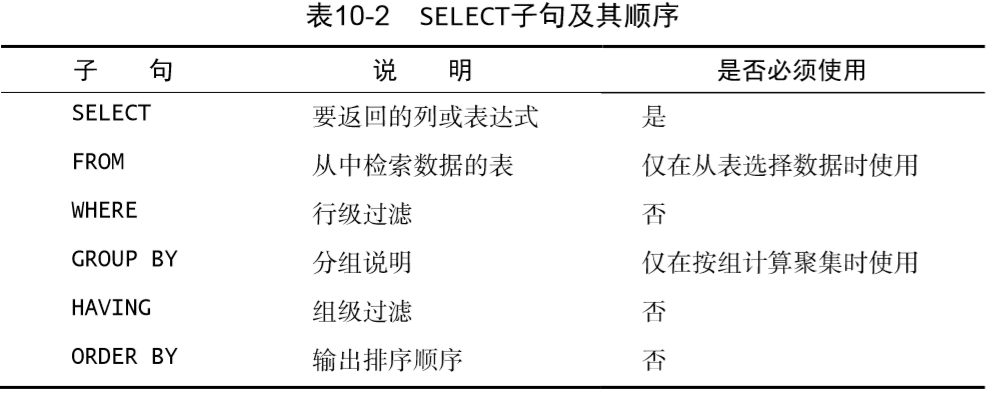 表10-2 SELECT子句及其顺序
子 句 说 明 是否必须使用
SELECT 要返回的列或表达式 是
FROM 从中检索数据的表 仅在从表选择数据时使用
WHERE 行级过滤 否
GROUP BY 分组说明 仅在按组计算聚集时使用
HAVING 组级过滤 否
ORDER BY 输出排序顺序 否